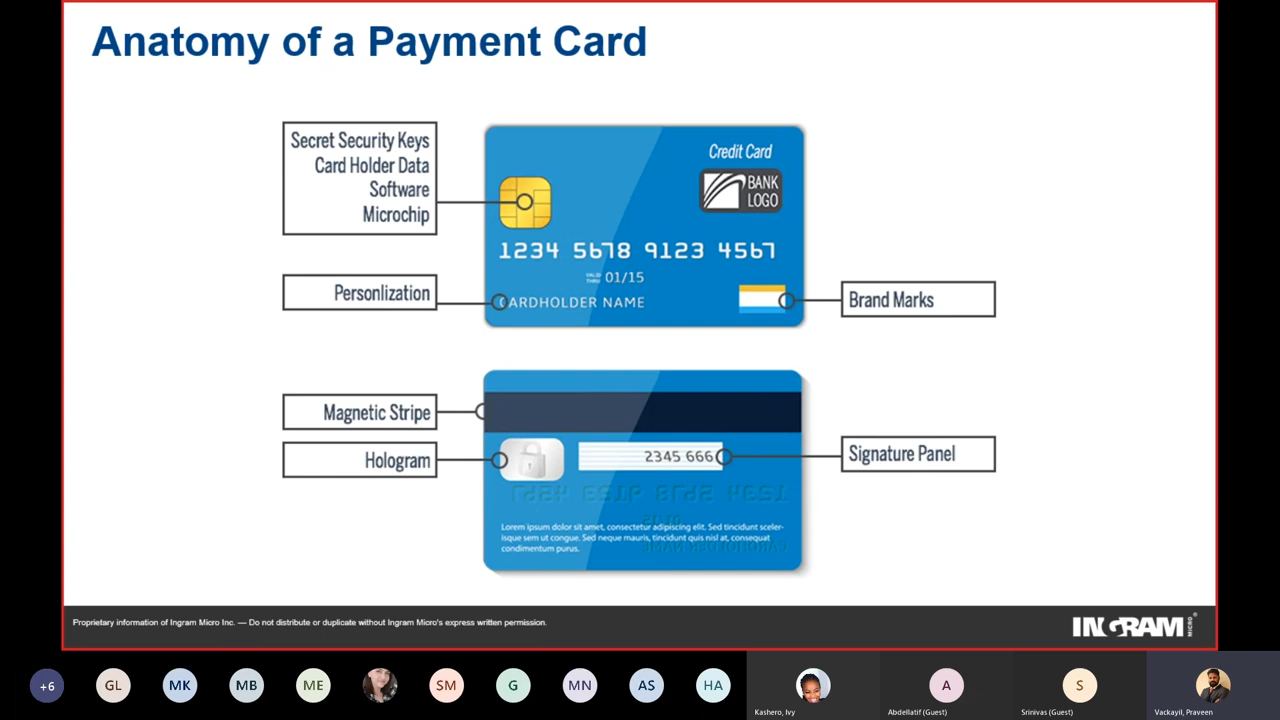 Anatomy of a Payment Card
Secret Security Keys
Card Holder Data
Software
Microchip
Credit Card
BANK
LOGO
1234 5678 9123 4567
VALID
THRU
01/15
Personlization
CARDHOLDER NAME
Brand Marks
Magnetic Stripe
Hologram
2345 666
Signature Panel
Lorem ipsum dolor sit amet, consectetur adipiscing elit. Sed tincidunt sceler-
isque sem ut congue. Sed neque mauris, tincidunt quis nisl at, consequat
condimentum purus.
Proprietary information of Ingram Micro Inc. — Do not distribute or duplicate without Ingram Micro's express written permission.
INGRAM
MICRO
+6
GL
MK
MB
ME
SM
G
MN
AS
HA
A
S
Kashero, Ivy
Abdellatif (Guest)
Srinivas (Guest)
Vackayil, Praveen